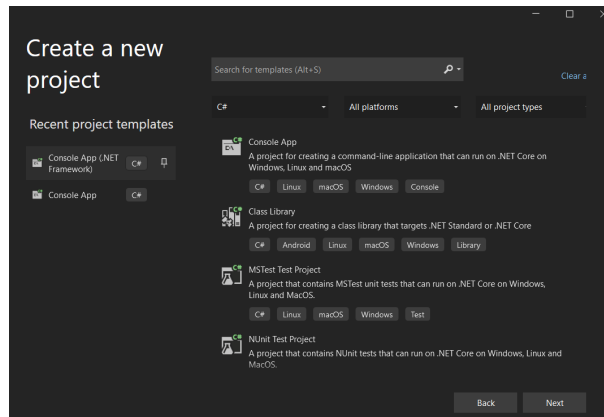 Create a new
project
Search for templates (Alt+S)
Clear a
C#
All platforms
All project types
Recent project templates
Console App (.NET
Framework)
C#
Console App
C#
C#
Console App
A project for creating a command-line application that can run on .NET Core on
Windows, Linux and macOS
C#
Linux
macOS
Windows
Console
C#
Class Library
A project for creating a class library that targets .NET Standard or .NET Core
C#
Android
Linux
macOS
Windows
Library
C#
MSTest Test Project
A project that contains MSTest unit tests that can run on .NET Core on Windows,
Linux and MacOS.
C#
Linux
macOS
Windows
Test
C#
NUnit Test Project
A project that contains NUnit tests that can run on .NET Core on Windows, Linux and
MacOS.
Back
Next